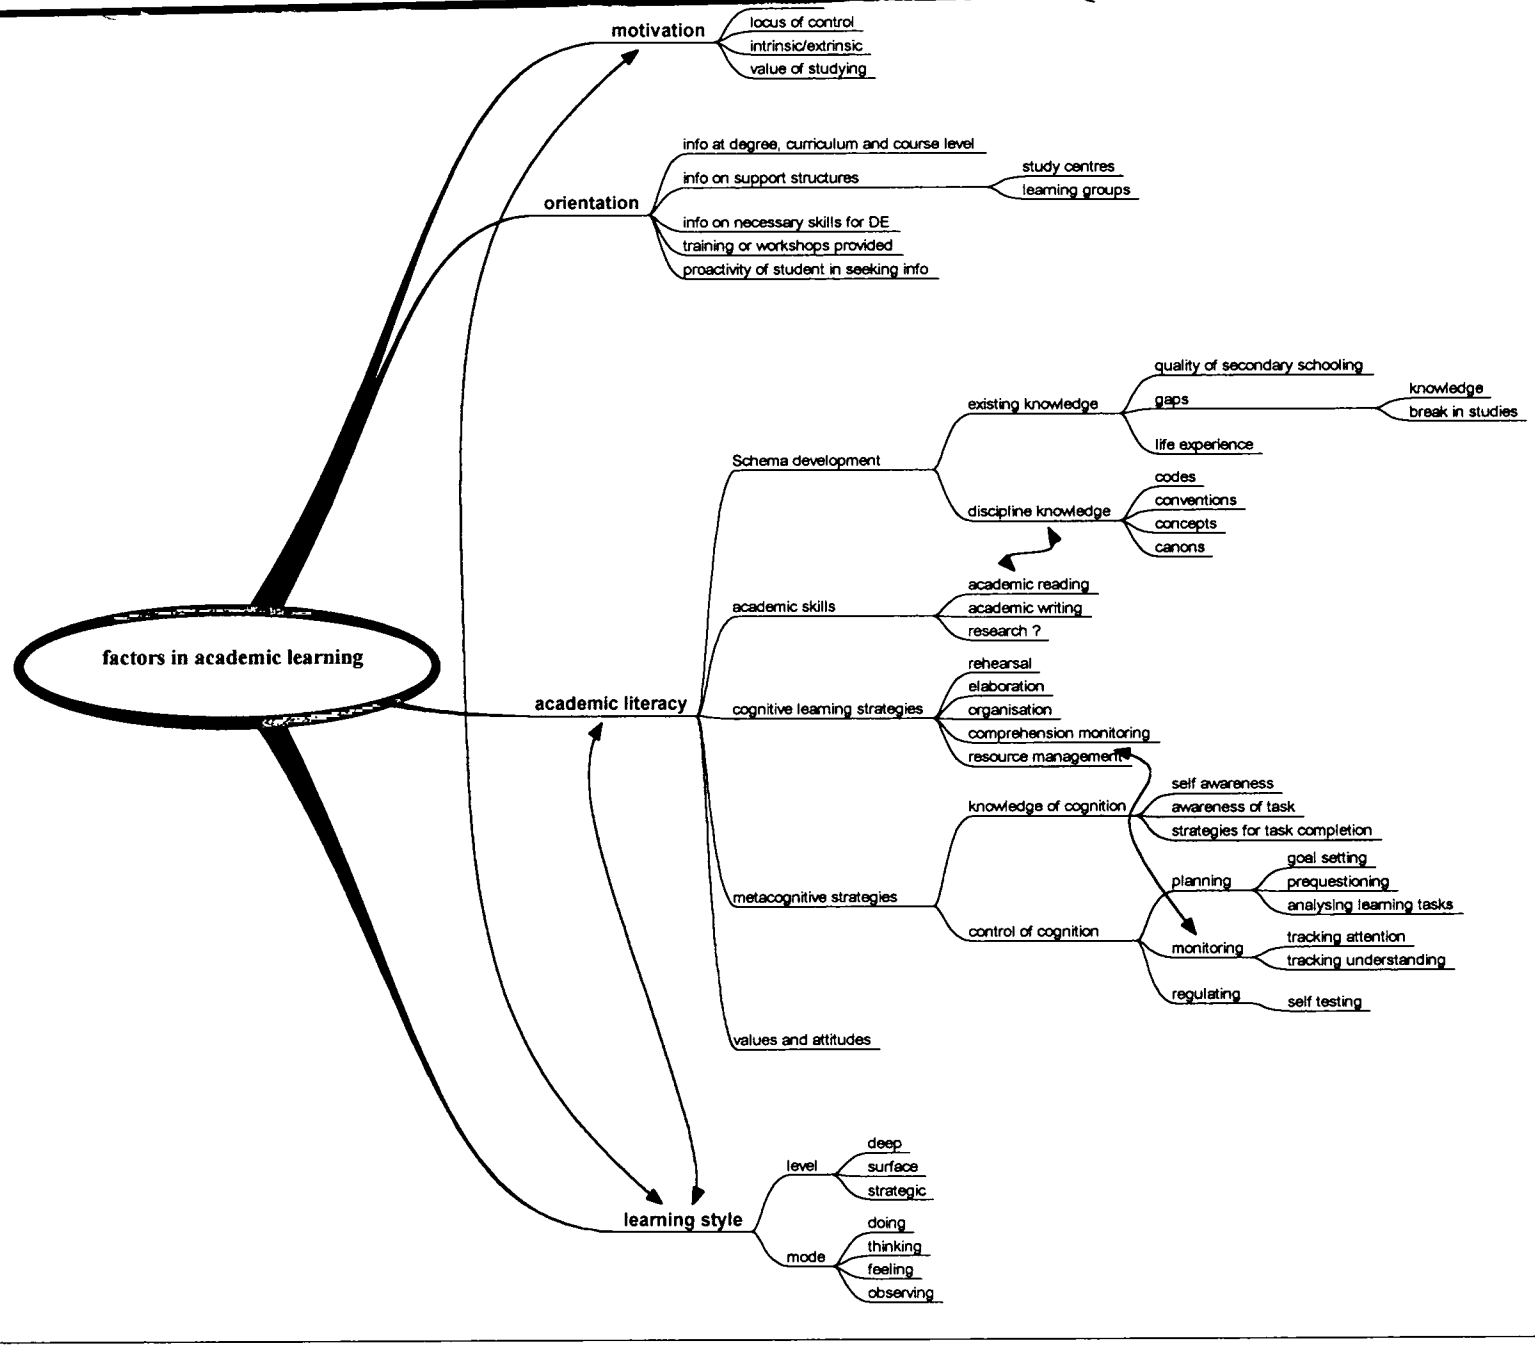 motivation
locus of control
intrinsic/extrinsic
value of studying
orientation
info at degree, curriculum and course level
info on support structures
study centres
learning groups
info on necessary skills for DE
training or workshops provided
proactivity of student in seeking info
factors in academic learning
academic literacy
Schema development
existing knowledge
quality of secondary schooling
gaps
knowledge
break in studies
life experience
discipline knowledge
codes
conventions
concepts
canons
academic skills
academic reading
academic writing
research ?
cognitive learning strategies
rehearsal
elaboration
organisation
comprehension monitoring
resource management
metacognitive strategies
knowledge of cognition
self awareness
awareness of task
strategies for task completion
control of cognition
planning
goal setting
prequestioning
analysing learning tasks
monitoring
tracking attention
tracking understanding
regulating
self testing
values and attitudes
learning style
level
deep
surface
strategic
mode
doing
thinking
feeling
observing